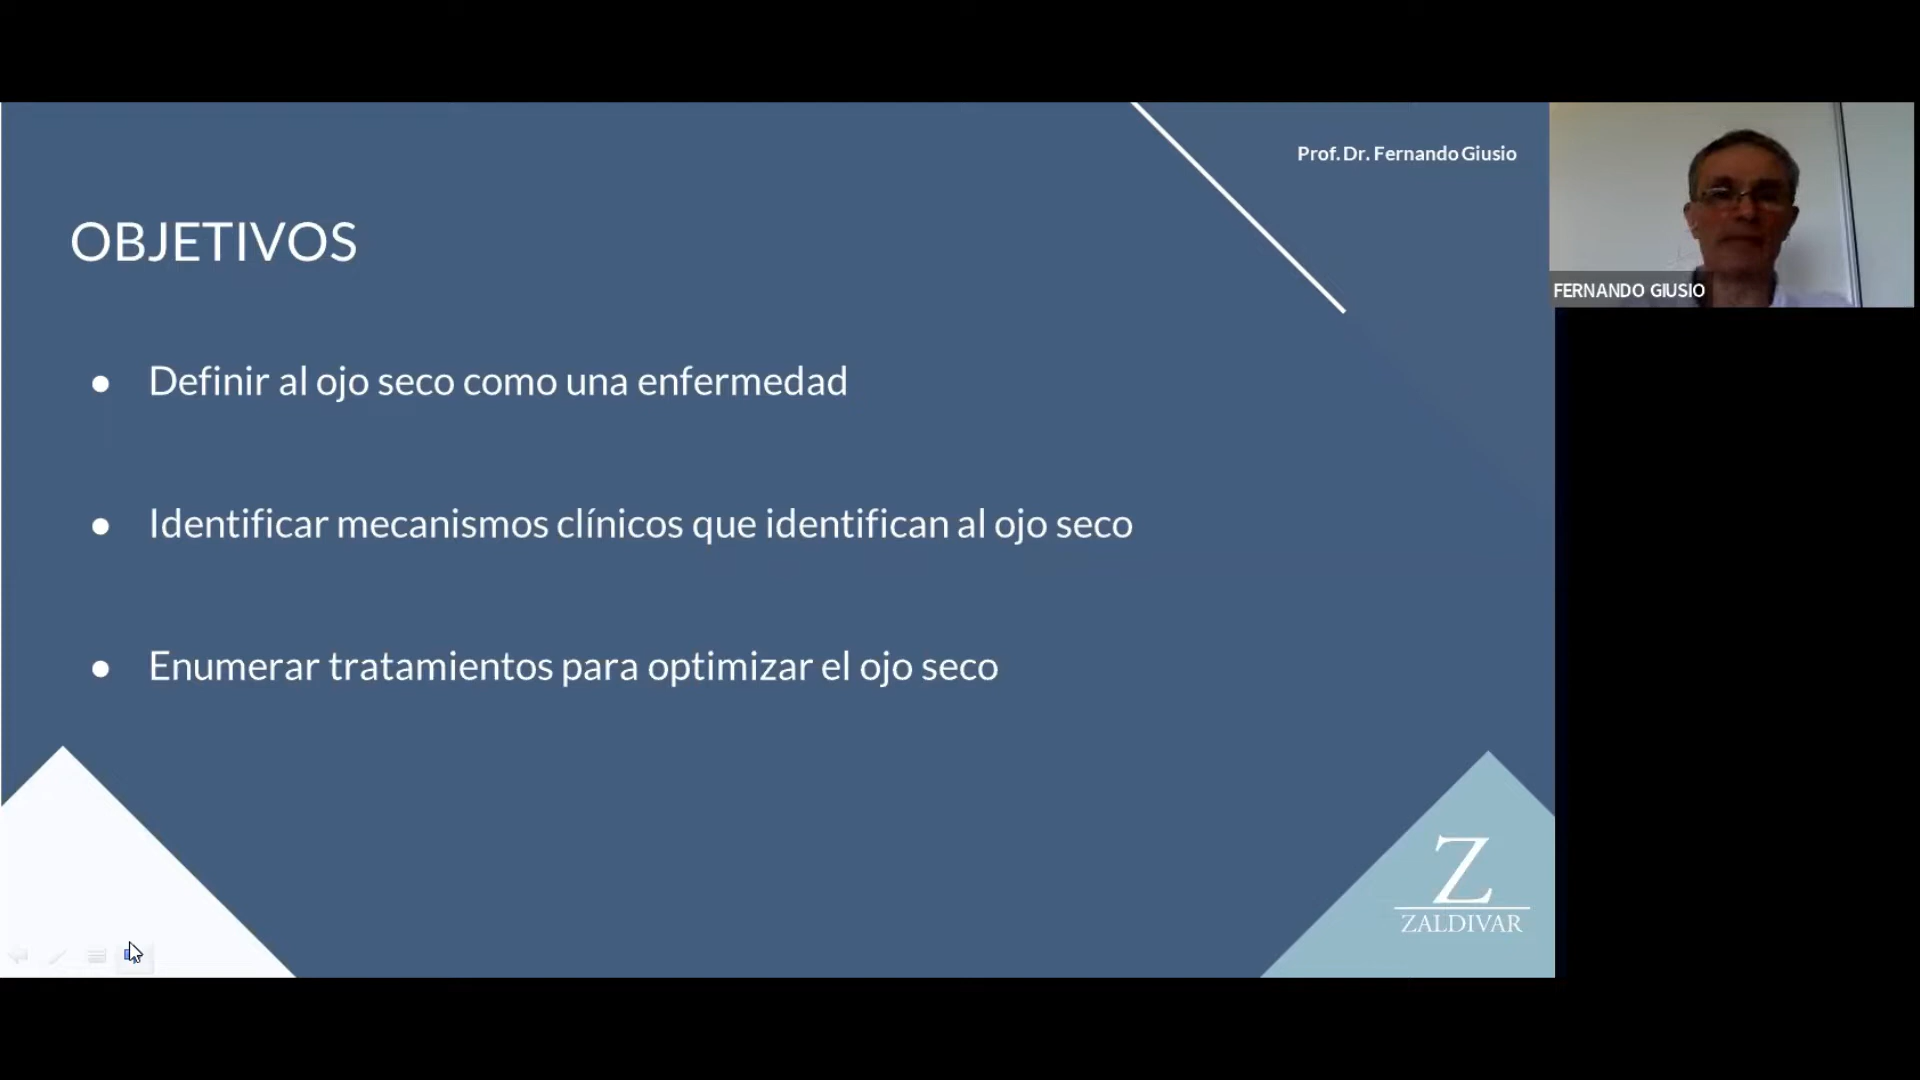 Prof. Dr. Fernando Giusio
OBJETIVOS
● Definir al ojo seco como una enfermedad
● Identificar mecanismos clínicos que identifican al ojo seco
● Enumerar tratamientos para optimizar el ojo seco
Z
ZALDIVAR
FERNANDO GIUSIO